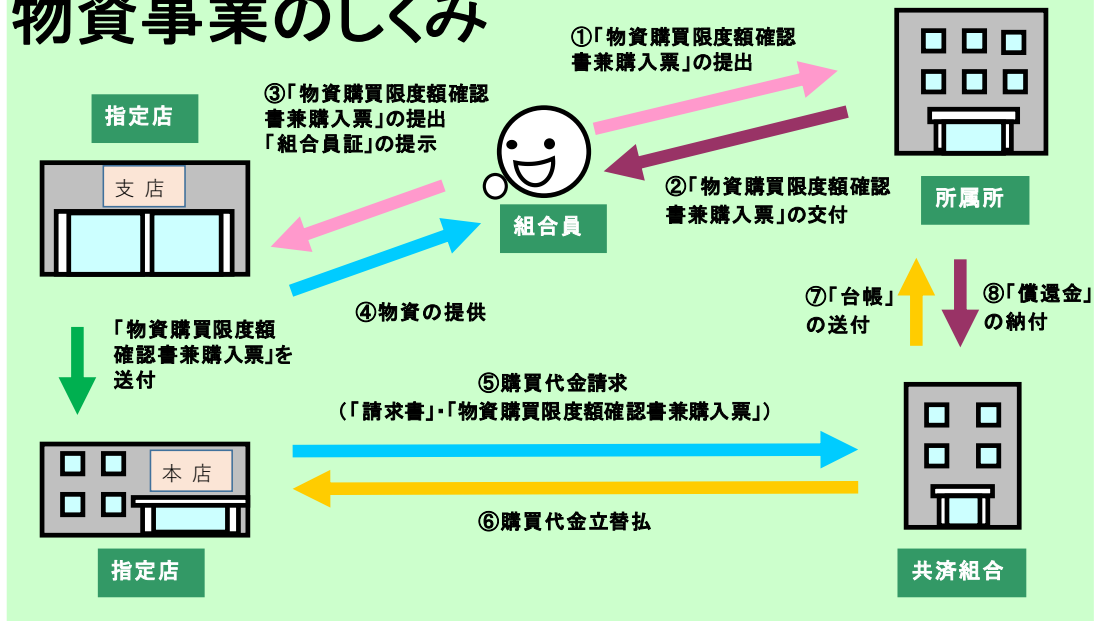 物資事業のしくみ
①「物資購買限度額確認
書兼購入票」の提出
③「物資購買限度額確認
書兼購入票」の提出
「組合員証」の提示
指定店
支 店
②「物資購買限度額確認
書兼購入票」の交付
所属所
組合員
④物資の提供
⑦「台帳」
の送付
⑧「償還金」
の納付
「物資購買限度額
確認書兼購入票」を
送付
⑤購買代金請求
（「請求書」・「物資購買限度額確認書兼購入票」）
本 店
⑥購買代金立替払
指定店
共済組合